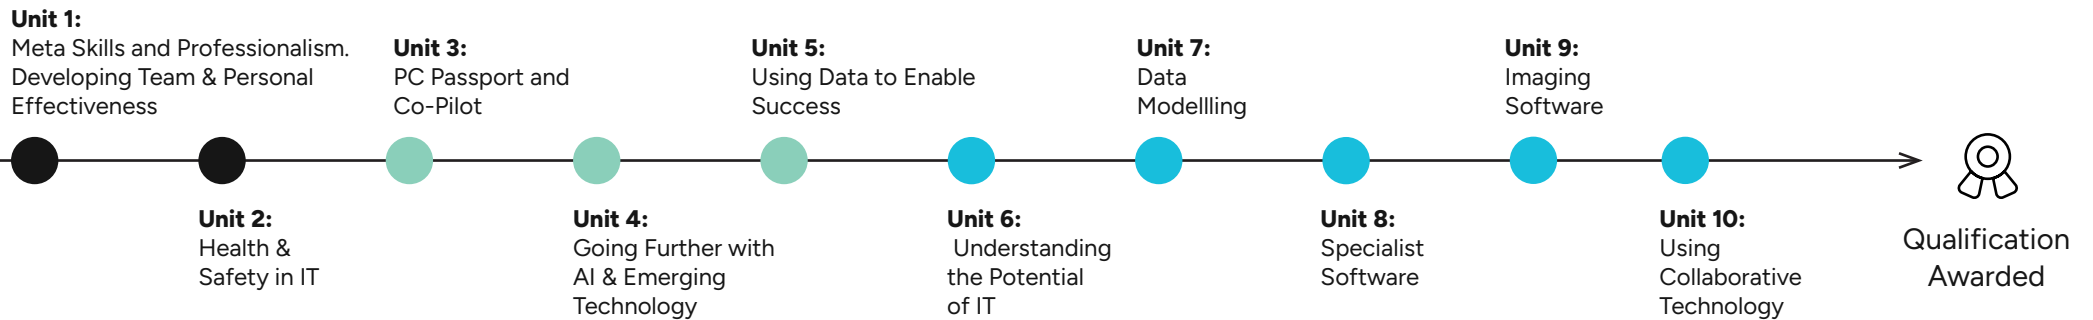 Unit 1:
Meta Skills and Professionalism.
Developing Team & Personal
Effectiveness
Unit 2:
Health &
Safety in IT
Unit 3:
PC Passport and
Co-Pilot
Unit 4:
Going Further with
AI & Emerging
Technology
Unit 5:
Using Data to Enable
Success
Unit 6:
Understanding
the Potential
of IT
Unit 7:
Data
Modellling
Unit 8:
Specialist
Software
Unit 9:
Imaging
Software
Unit 10:
Using
Collaborative
Technology
Qualification
Awarded